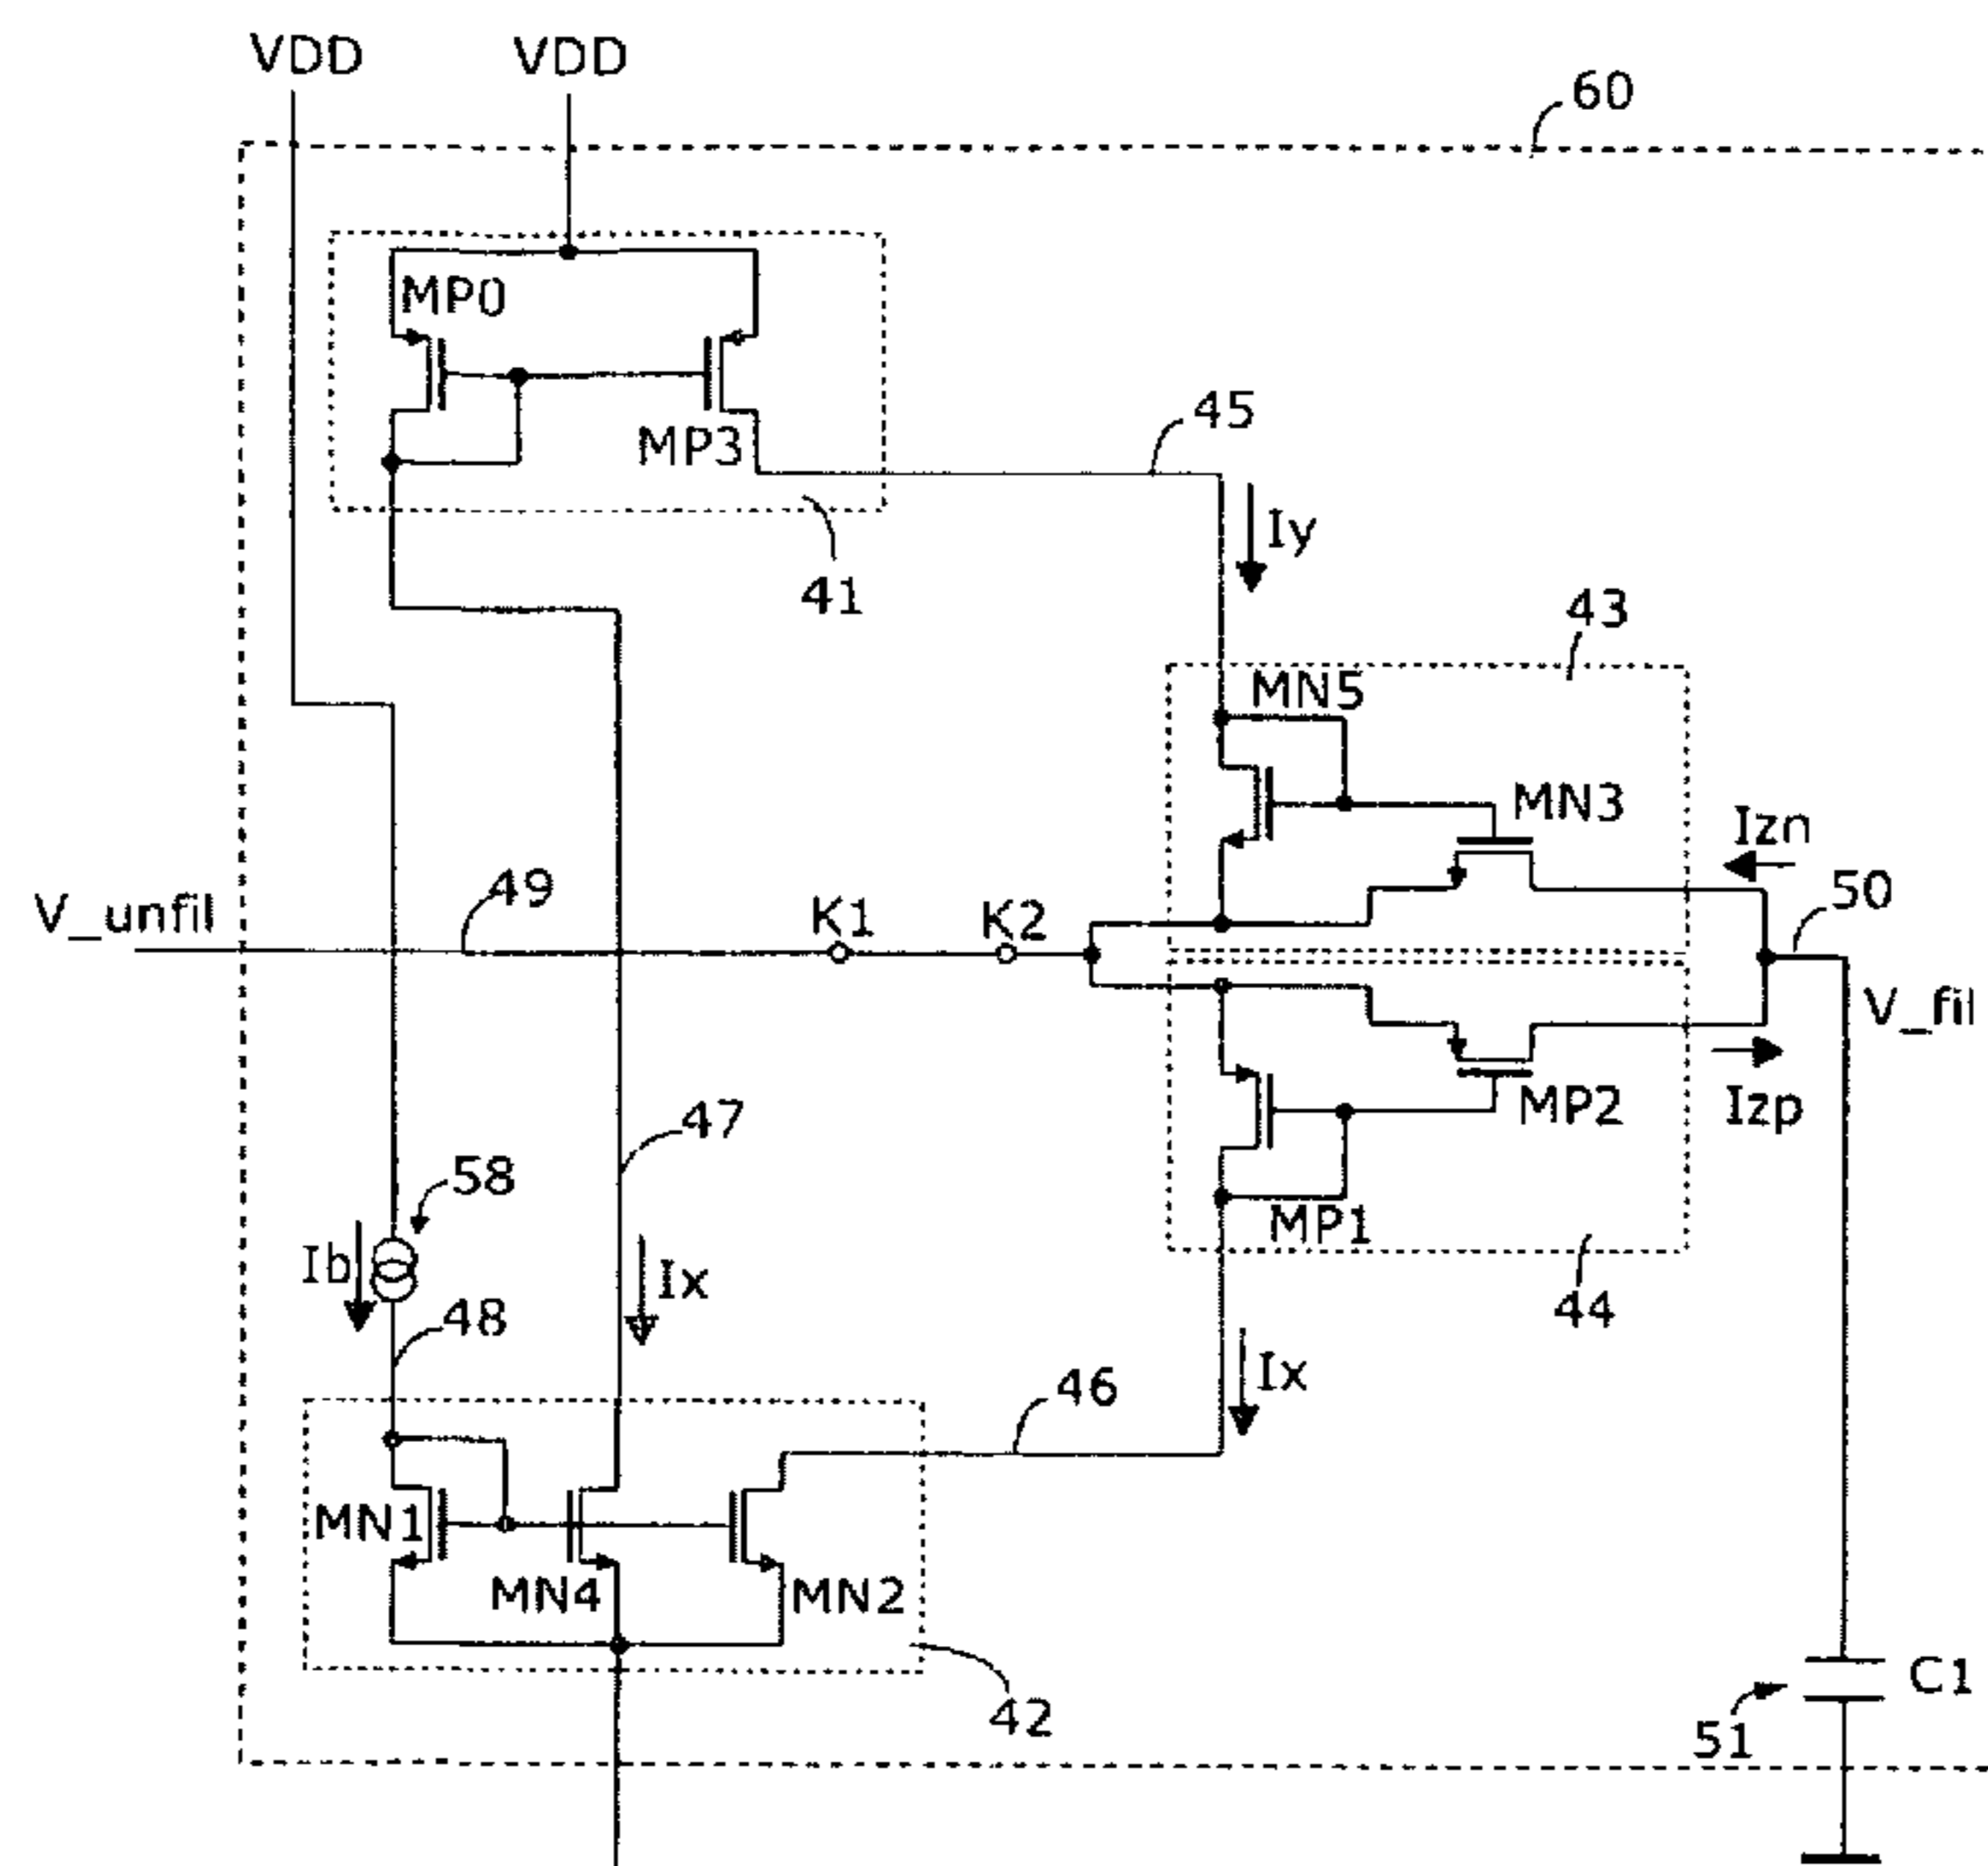 VDD
VDD
60
MP0
MP3
45
Iy
41
43
MN5
MN3
Izn
50
V_unfil
49
K1
K2
V_fil
47
MP2
Izp
58
MP1
Ib
Ix
48
44
Ix
46
MN1
MN4
MN2
42
C1
51